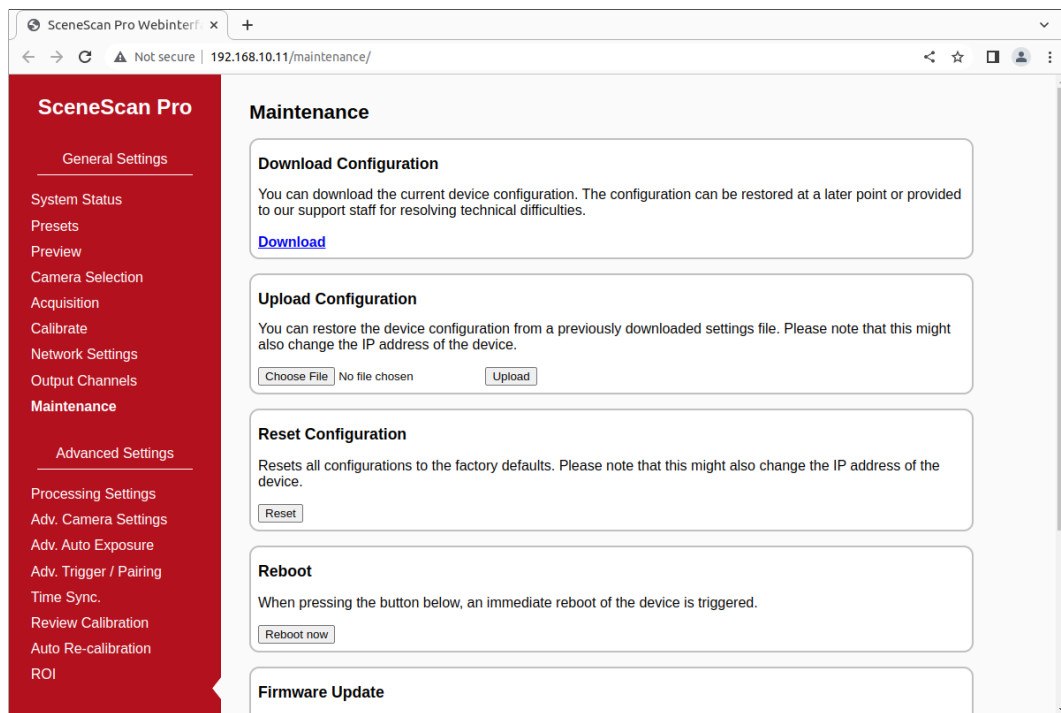 SceneScan Pro Webinterf
Not secure
192.168.10.11/maintenance/
SceneScan Pro
General Settings
System Status
Presets
Preview
Camera Selection
Acquisition
Calibrate
Network Settings
Output Channels
Maintenance
Advanced Settings
Processing Settings
Adv. Camera Settings
Adv. Auto Exposure
Adv. Trigger / Pairing
Time Sync.
Review Calibration
Auto Re-calibration
ROI
Maintenance
Download Configuration
You can download the current device configuration. The configuration can be restored at a later point or provided
to our support staff for resolving technical difficulties.
Download
Upload Configuration
You can restore the device configuration from a previously downloaded settings file. Please note that this might
also change the IP address of the device.
Choose File No file chosen Upload
Reset Configuration
Resets all configurations to the factory defaults. Please note that this might also change the IP address of the
device.
Reset
Reboot
When pressing the button below, an immediate reboot of the device is triggered.
Reboot now
Firmware Update